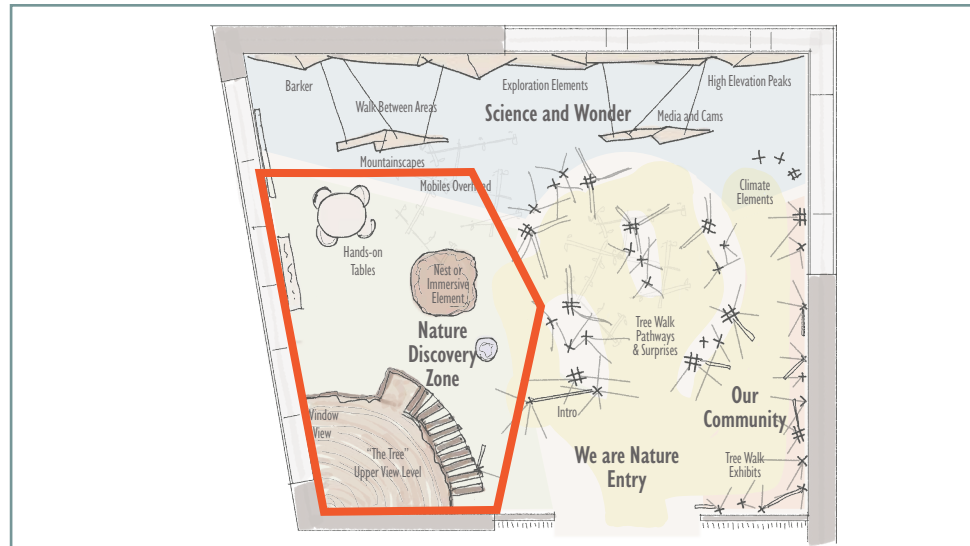 Barker
Exploration Elements
High Elevation Peaks
Walk Between Areas
Science and Wonder
Media and Cams
Mountainscapes
Mobiles Overhead
Climate
Elements
Hands-on
Tables
Nest or
Immersive
Element
Nature
Discovery
Zone
Tree Walk
Pathways
& Surprises
Intro
Our
Community
Window
View
"The Tree"
Upper View Level
We are Nature
Entry
Tree Walk
Exhibits